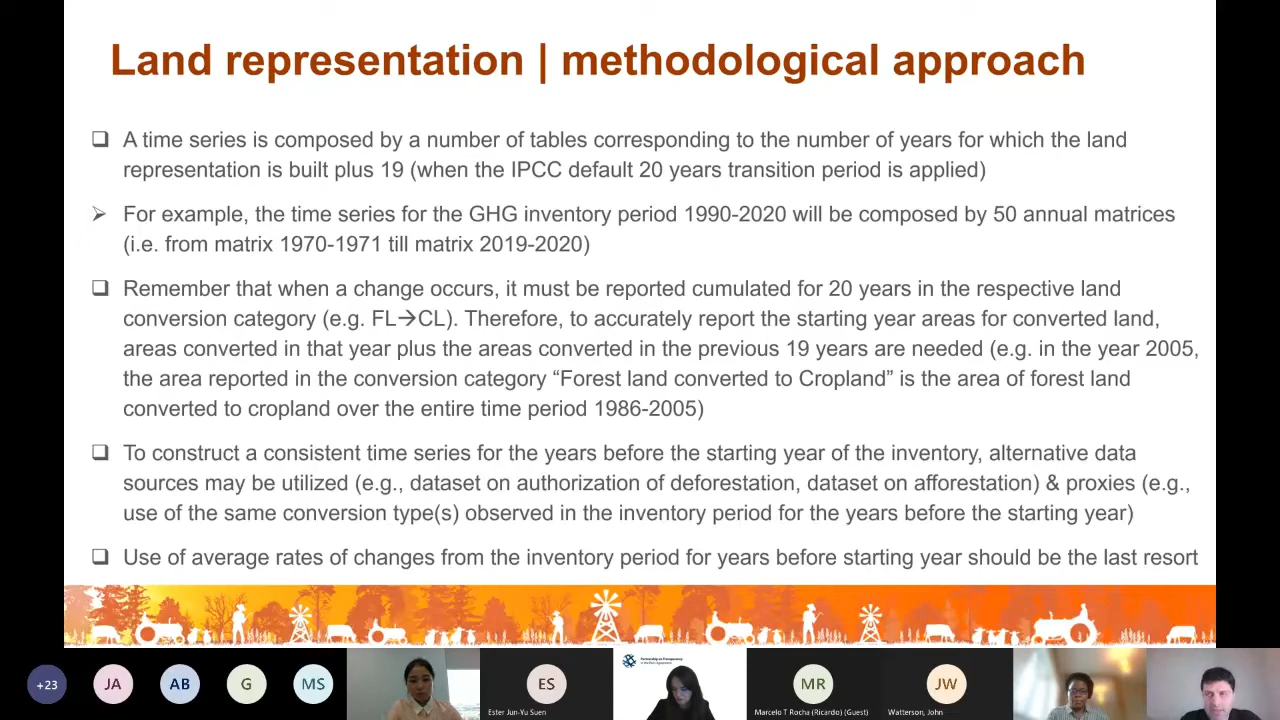 Land representation | methodological approach
❑ A time series is composed by a number of tables corresponding to the number of years for which the land
representation is built plus 19 (when the IPCC default 20 years transition period is applied)
➢ For example, the time series for the GHG inventory period 1990-2020 will be composed by 50 annual matrices
(i.e. from matrix 1970-1971 till matrix 2019-2020)
❑ Remember that when a change occurs, it must be reported cumulated for 20 years in the respective land
conversion category (e.g. FL→CL). Therefore, to accurately report the starting year areas for converted land,
areas converted in that year plus the areas converted in the previous 19 years are needed (e.g. in the year 2005,
the area reported in the conversion category “Forest land converted to Cropland” is the area of forest land
converted to cropland over the entire time period 1986-2005)
❑ To construct a consistent time series for the years before the starting year of the inventory, alternative data
sources may be utilized (e.g., dataset on authorization of deforestation, dataset on afforestation) & proxies (e.g.,
use of the same conversion type(s) observed in the inventory period for the years before the starting year)
❑ Use of average rates of changes from the inventory period for years before starting year should be the last resort
+23
JA
AB
G
MS
ES
Ester Jun-Yu Suen
Partnership on Transparency
in the Paris Agreement
MR
Marcelo T Rocha (Ricardo) (Guest)
JW
Watterson, John